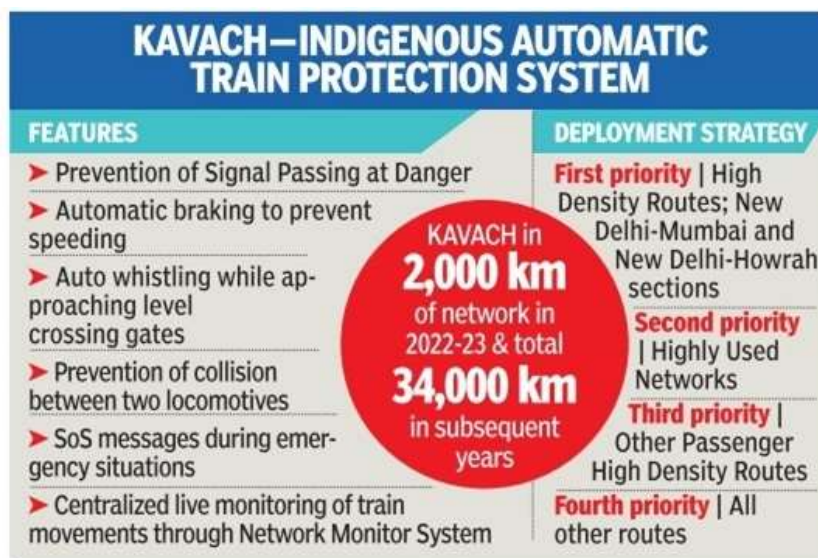 KAVACH—INDIGENOUS AUTOMATIC
TRAIN PROTECTION SYSTEM
FEATURES
➤ Prevention of Signal Passing at Danger
➤ Automatic braking to prevent
speeding
➤ Auto whistling while ap-
proaching level
crossing gates
➤ Prevention of collision
between two locomotives
➤ SoS messages during emer-
gency situations
➤ Centralized live monitoring of train
movements through Network Monitor System
KAVACH in
2,000 km
of network in
2022-23 & total
34,000 km
in subsequent
years
DEPLOYMENT STRATEGY
First priority | High
Density Routes; New
Delhi-Mumbai and
New Delhi-Howrah
sections
Second priority
| Highly Used
Networks
Third priority |
Other Passenger
High Density Routes
Fourth priority | All
other routes